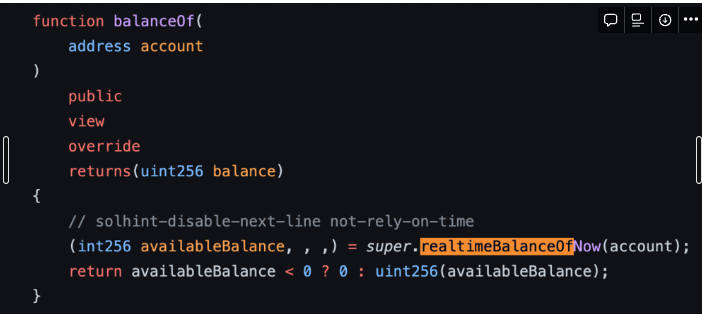 function balanceOf(
address account
)
public
view
override
returns(uint256 balance)
{
// solhint-disable-next-line not-rely-on-time
(int256 availableBalance, , ,) = super.realtimeBalanceOfNow(account);
return availableBalance < 0 ? 0 : uint256(availableBalance);
}